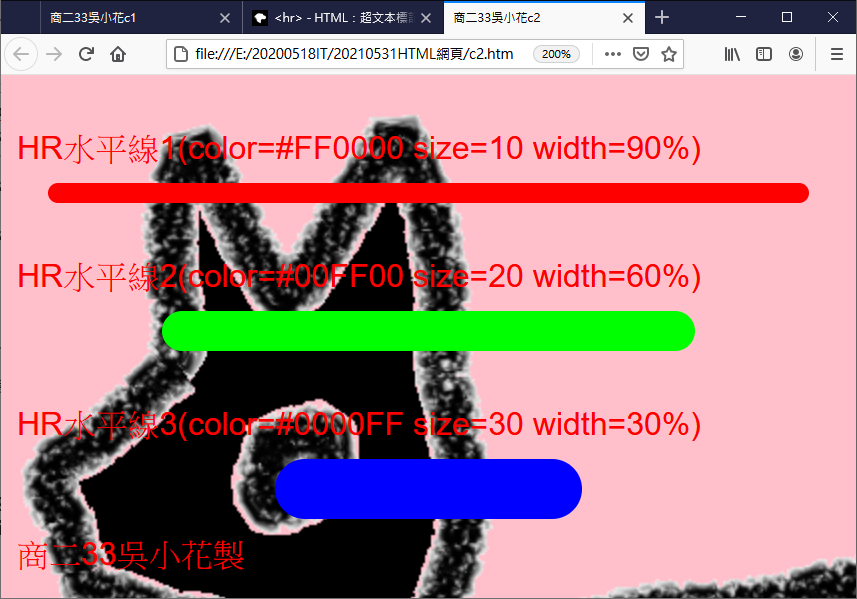 商二33吳小花c1
<hr> - HTML：超文本標
商二33吳小花c2
file:///E:/20200518IT/20210531HTML網頁/c2.htm
200%
HR水平線1(color=#FF0000 size=10 width=90%)
HR水平線2(color=#00FF00 size=20 width=60%)
HR水平線3(color=#0000FF size=30 width=30%)
商二33吳小花製